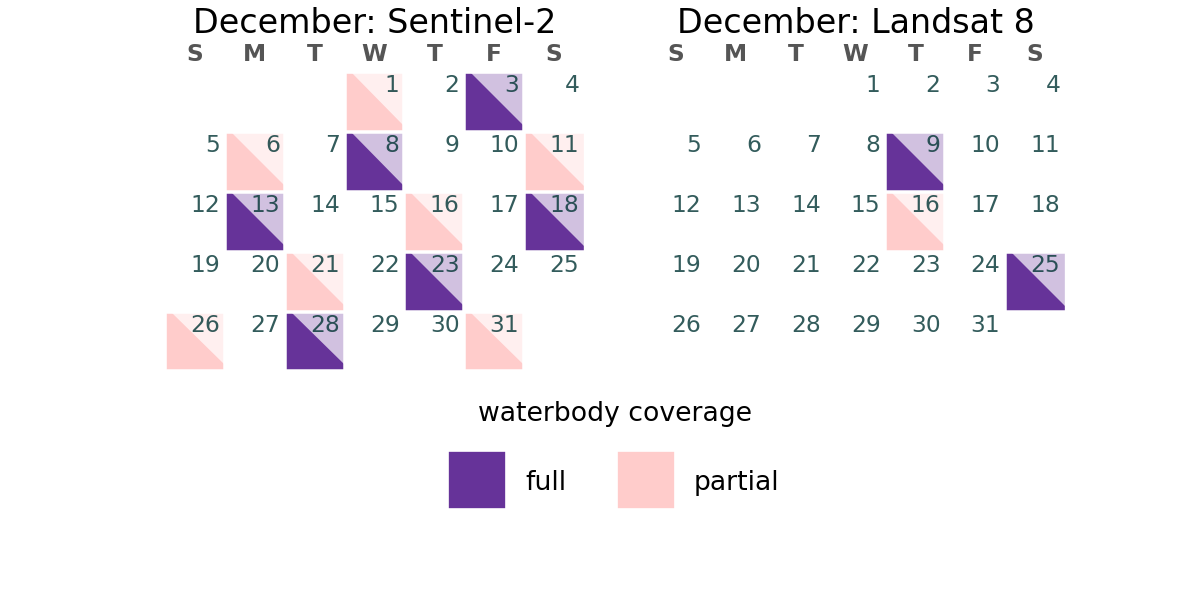 December: Sentinel-2
S M T W T F S
1 2 3 4
5 6 7 8 9 10 11
12 13 14 15 16 17 18
19 20 21 22 23 24 25
26 27 28 29 30 31
December: Landsat 8
S M T W T F S
1 2 3 4
5 6 7 8 9 10 11
12 13 14 15 16 17 18
19 20 21 22 23 24 25
26 27 28 29 30 31
waterbody coverage
full partial